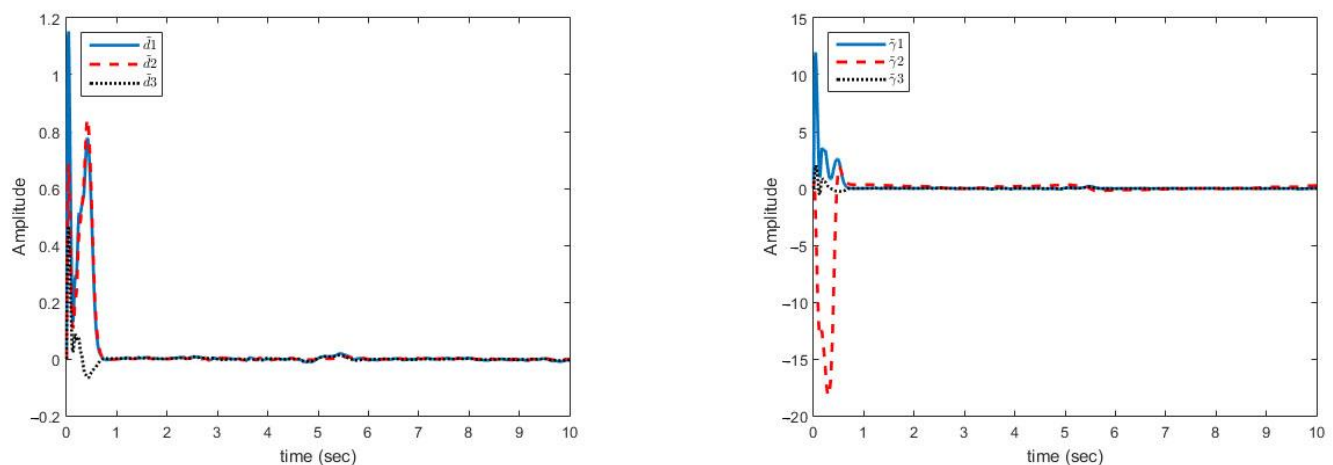 1.2
1
0.8
0.6
0.4
0.2
0
−0.2
Amplitude
d̃1
d̃2
d̃3
0 1 2 3 4 5 6 7 8 9 10
time (sec)
15
10
5
0
−5
−10
−15
−20
Amplitude
γ̃1
γ̃2
γ̃3
0 1 2 3 4 5 6 7 8 9 10
time (sec)